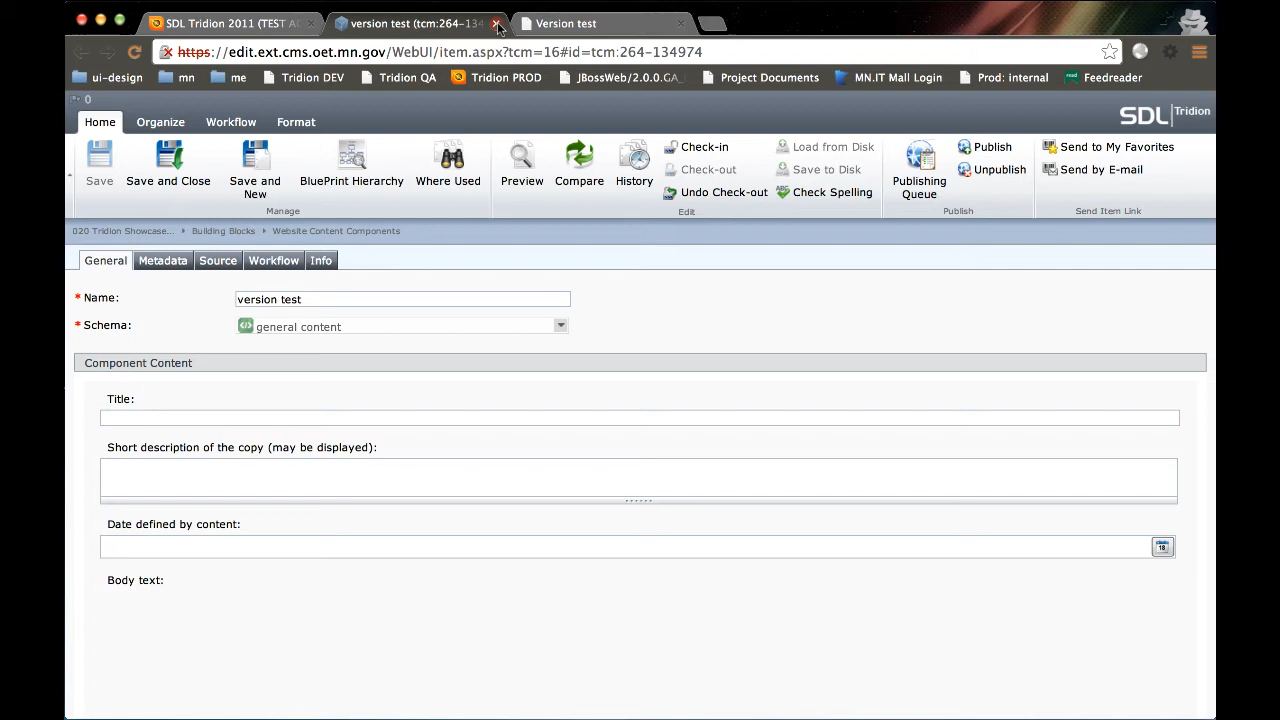 SDL Tridion 2011 (TEST A
version test (tcm:264-134
Version test
https://edit.ext.cms.oet.mn.gov/WebUI/item.aspx?tcm=16#id=tcm:264-134974
ui-design mn me Tridion DEV Tridion QA Tridion PROD JBossWeb/2.0.0.GA_ Project Documents MN.IT Mall Login Prod: internal read Feedreader
0
Home Organize Workflow Format
SDL Tridion
Save Save and Close Save and New BluePrint Hierarchy Where Used
Manage
Preview Compare History
Check-in
Check-out
Undo Check-out
Load from Disk
Save to Disk
Check Spelling
Edit
Publishing Queue
Publish
Unpublish
Publish
Send to My Favorites
Send by E-mail
Send Item Link
020 Tridion Showcase... Building Blocks Website Content Components
General Metadata Source Workflow Info
* Name: version test
* Schema: general content
Component Content
Title:
Short description of the copy (may be displayed):
Date defined by content:
18
Body text: